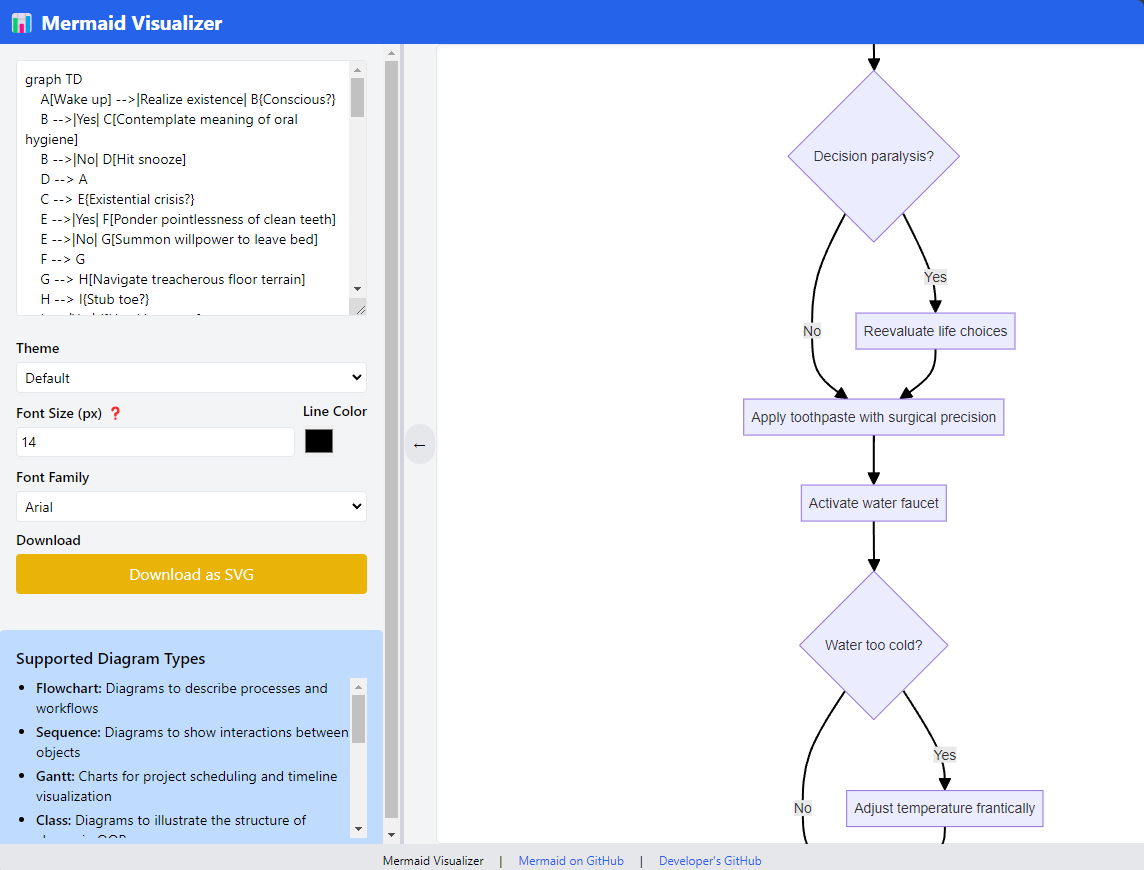 Mermaid Visualizer
graph TD
A[Wake up] -->|Realize existence| B{Conscious?}
B -->|Yes| C[Contemplate meaning of oral
hygiene]
B -->|No| D[Hit snooze]
D --> A
C --> E{Existential crisis?}
E -->|Yes| F[Ponder pointlessness of clean teeth]
E -->|No| G[Summon willpower to leave bed]
F --> G
G --> H[Navigate treacherous floor terrain]
H --> I{Stub toe?}
Theme
Default
Font Size (px) ❓
Line Color
14
Font Family
Arial
Download
Download as SVG
Supported Diagram Types
• Flowchart: Diagrams to describe processes and
workflows
• Sequence: Diagrams to show interactions between
objects
• Gantt: Charts for project scheduling and timeline
visualization
• Class: Diagrams to illustrate the structure of
←
Decision paralysis?
Yes
No
Reevaluate life choices
Apply toothpaste with surgical precision
Activate water faucet
Water too cold?
Yes
No
Adjust temperature frantically
Mermaid Visualizer | Mermaid on GitHub | Developer's GitHub